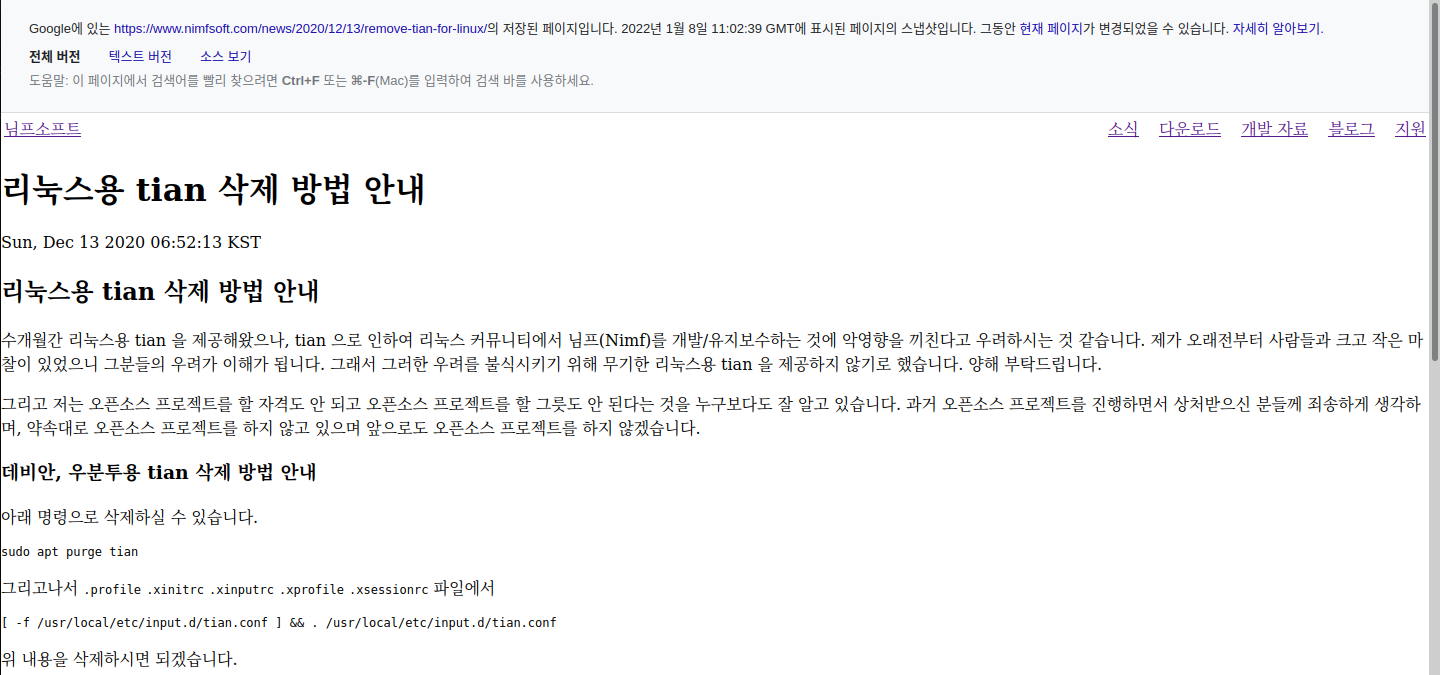 Google에 있는 https://www.nimfsoft.com/news/2020/12/13/remove-tian-for-linux/의 저장된 페이지입니다. 2022년 1월 8일 11:02:39 GMT에 표시된 페이지의 스냅샷입니다. 그동안 현재 페이지가 변경되었을 수 있습니다. 자세히 알아보기.
전체 버전 텍스트 버전 소스 보기
도움말: 이 페이지에서 검색어를 빨리 찾으려면 Ctrl+F 또는 ⌘-F(Mac)를 입력하여 검색 바를 사용하세요.
님프소프트 소식 다운로드 개발 자료 블로그 지원
리눅스용 tian 삭제 방법 안내
Sun, Dec 13 2020 06:52:13 KST
리눅스용 tian 삭제 방법 안내
수개월간 리눅스용 tian 을 제공해왔으나, tian 으로 인하여 리눅스 커뮤니티에서 님프(Nimf)를 개발/유지보수하는 것에 악영향을 끼친다고 우려하시는 것 같습니다. 제가 오래전부터 사람들과 크고 작은 마
찰이 있었으니 그분들의 우려가 이해가 됩니다. 그래서 그러한 우려를 불식시키기 위해 무기한 리눅스용 tian 을 제공하지 않기로 했습니다. 양해 부탁드립니다.
그리고 저는 오픈소스 프로젝트를 할 자격도 안 되고 오픈소스 프로젝트를 할 그릇도 안 된다는 것을 누구보다도 잘 알고 있습니다. 과거 오픈소스 프로젝트를 진행하면서 상처받으신 분들께 죄송하게 생각하
며, 약속대로 오픈소스 프로젝트를 하지 않고 있으며 앞으로도 오픈소스 프로젝트를 하지 않겠습니다.
데비안, 우분투용 tian 삭제 방법 안내
아래 명령으로 삭제하실 수 있습니다.
sudo apt purge tian
그리고나서 .profile .xinitrc .xinputrc .xprofile .xsessionrc 파일에서
[ -f /usr/local/etc/input.d/tian.conf ] && . /usr/local/etc/input.d/tian.conf
위 내용을 삭제하시면 되겠습니다.